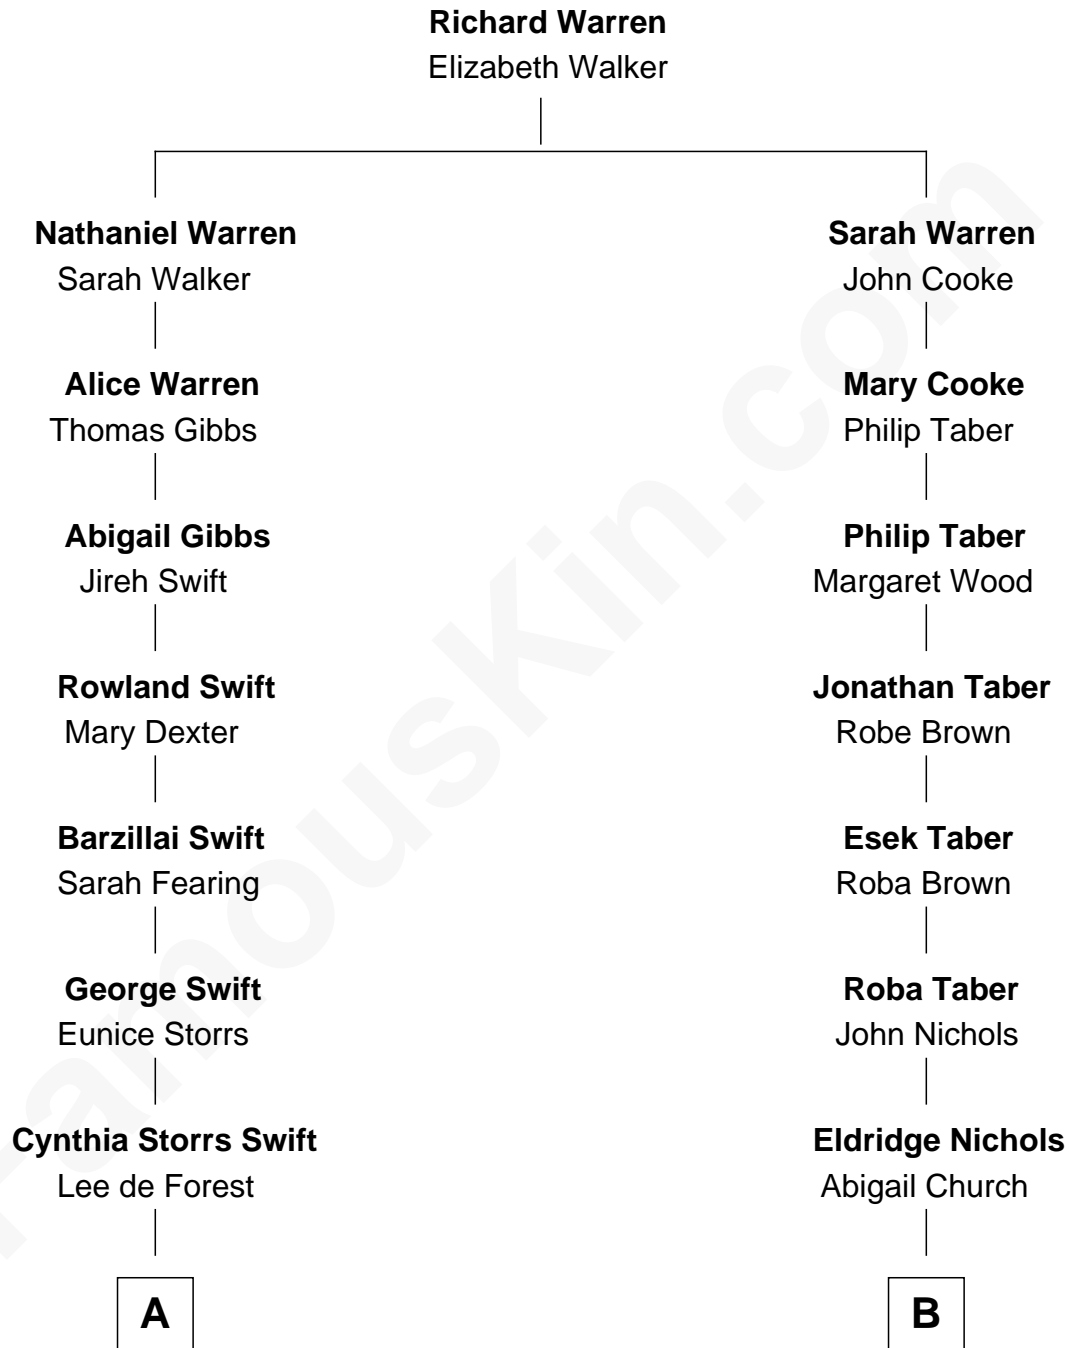 Richard Warren
Elizabeth Walker
Nathaniel Warren
Sarah Walker
Alice Warren
Thomas Gibbs
Abigail Gibbs
Jireh Swift
Rowland Swift
Mary Dexter
Barzillai Swift
Sarah Fearing
George Swift
Eunice Storrs
Cynthia Storrs Swift
Lee de Forest
A
Sarah Warren
John Cooke
Mary Cooke
Philip Taber
Philip Taber
Margaret Wood
Jonathan Taber
Robe Brown
Esek Taber
Roba Brown
Roba Taber
John Nichols
Eldridge Nichols
Abigail Church
B
FamousKin.com